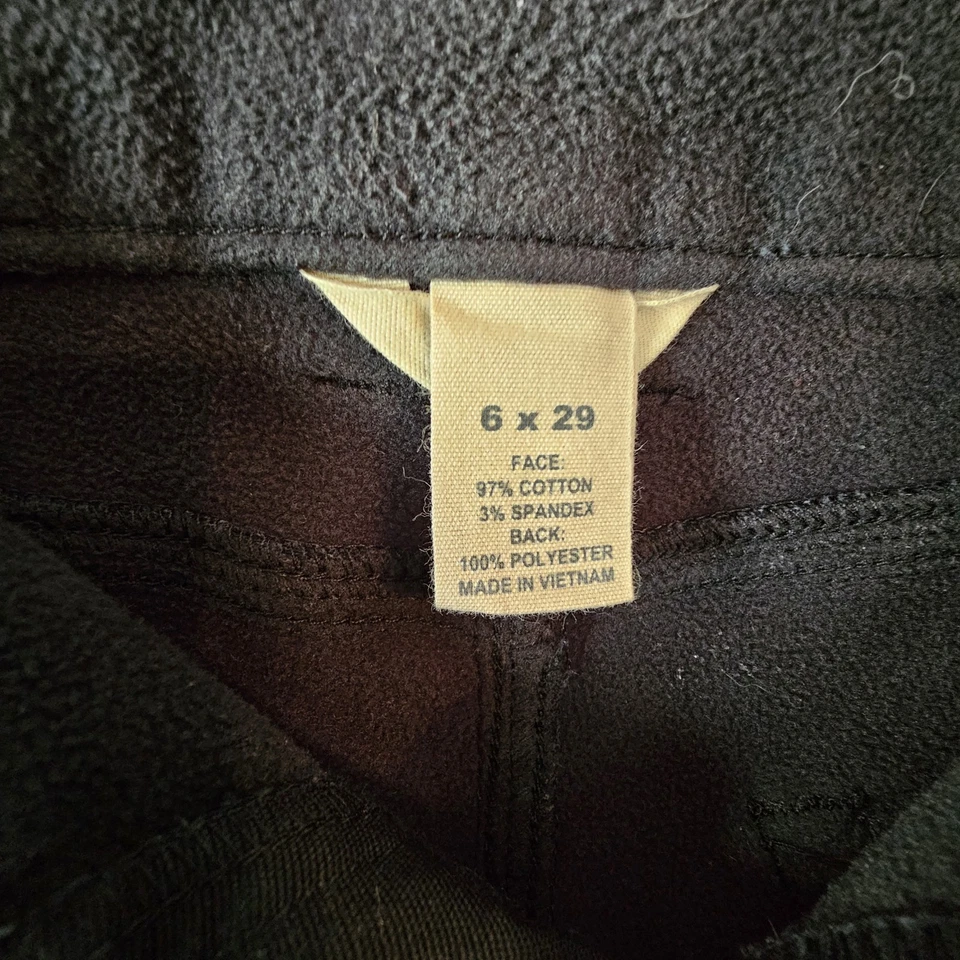 6 x 29
FACE:
97% COTTON
3% SPANDEX
BACK:
100% POLYESTER
MADE IN VIETNAM